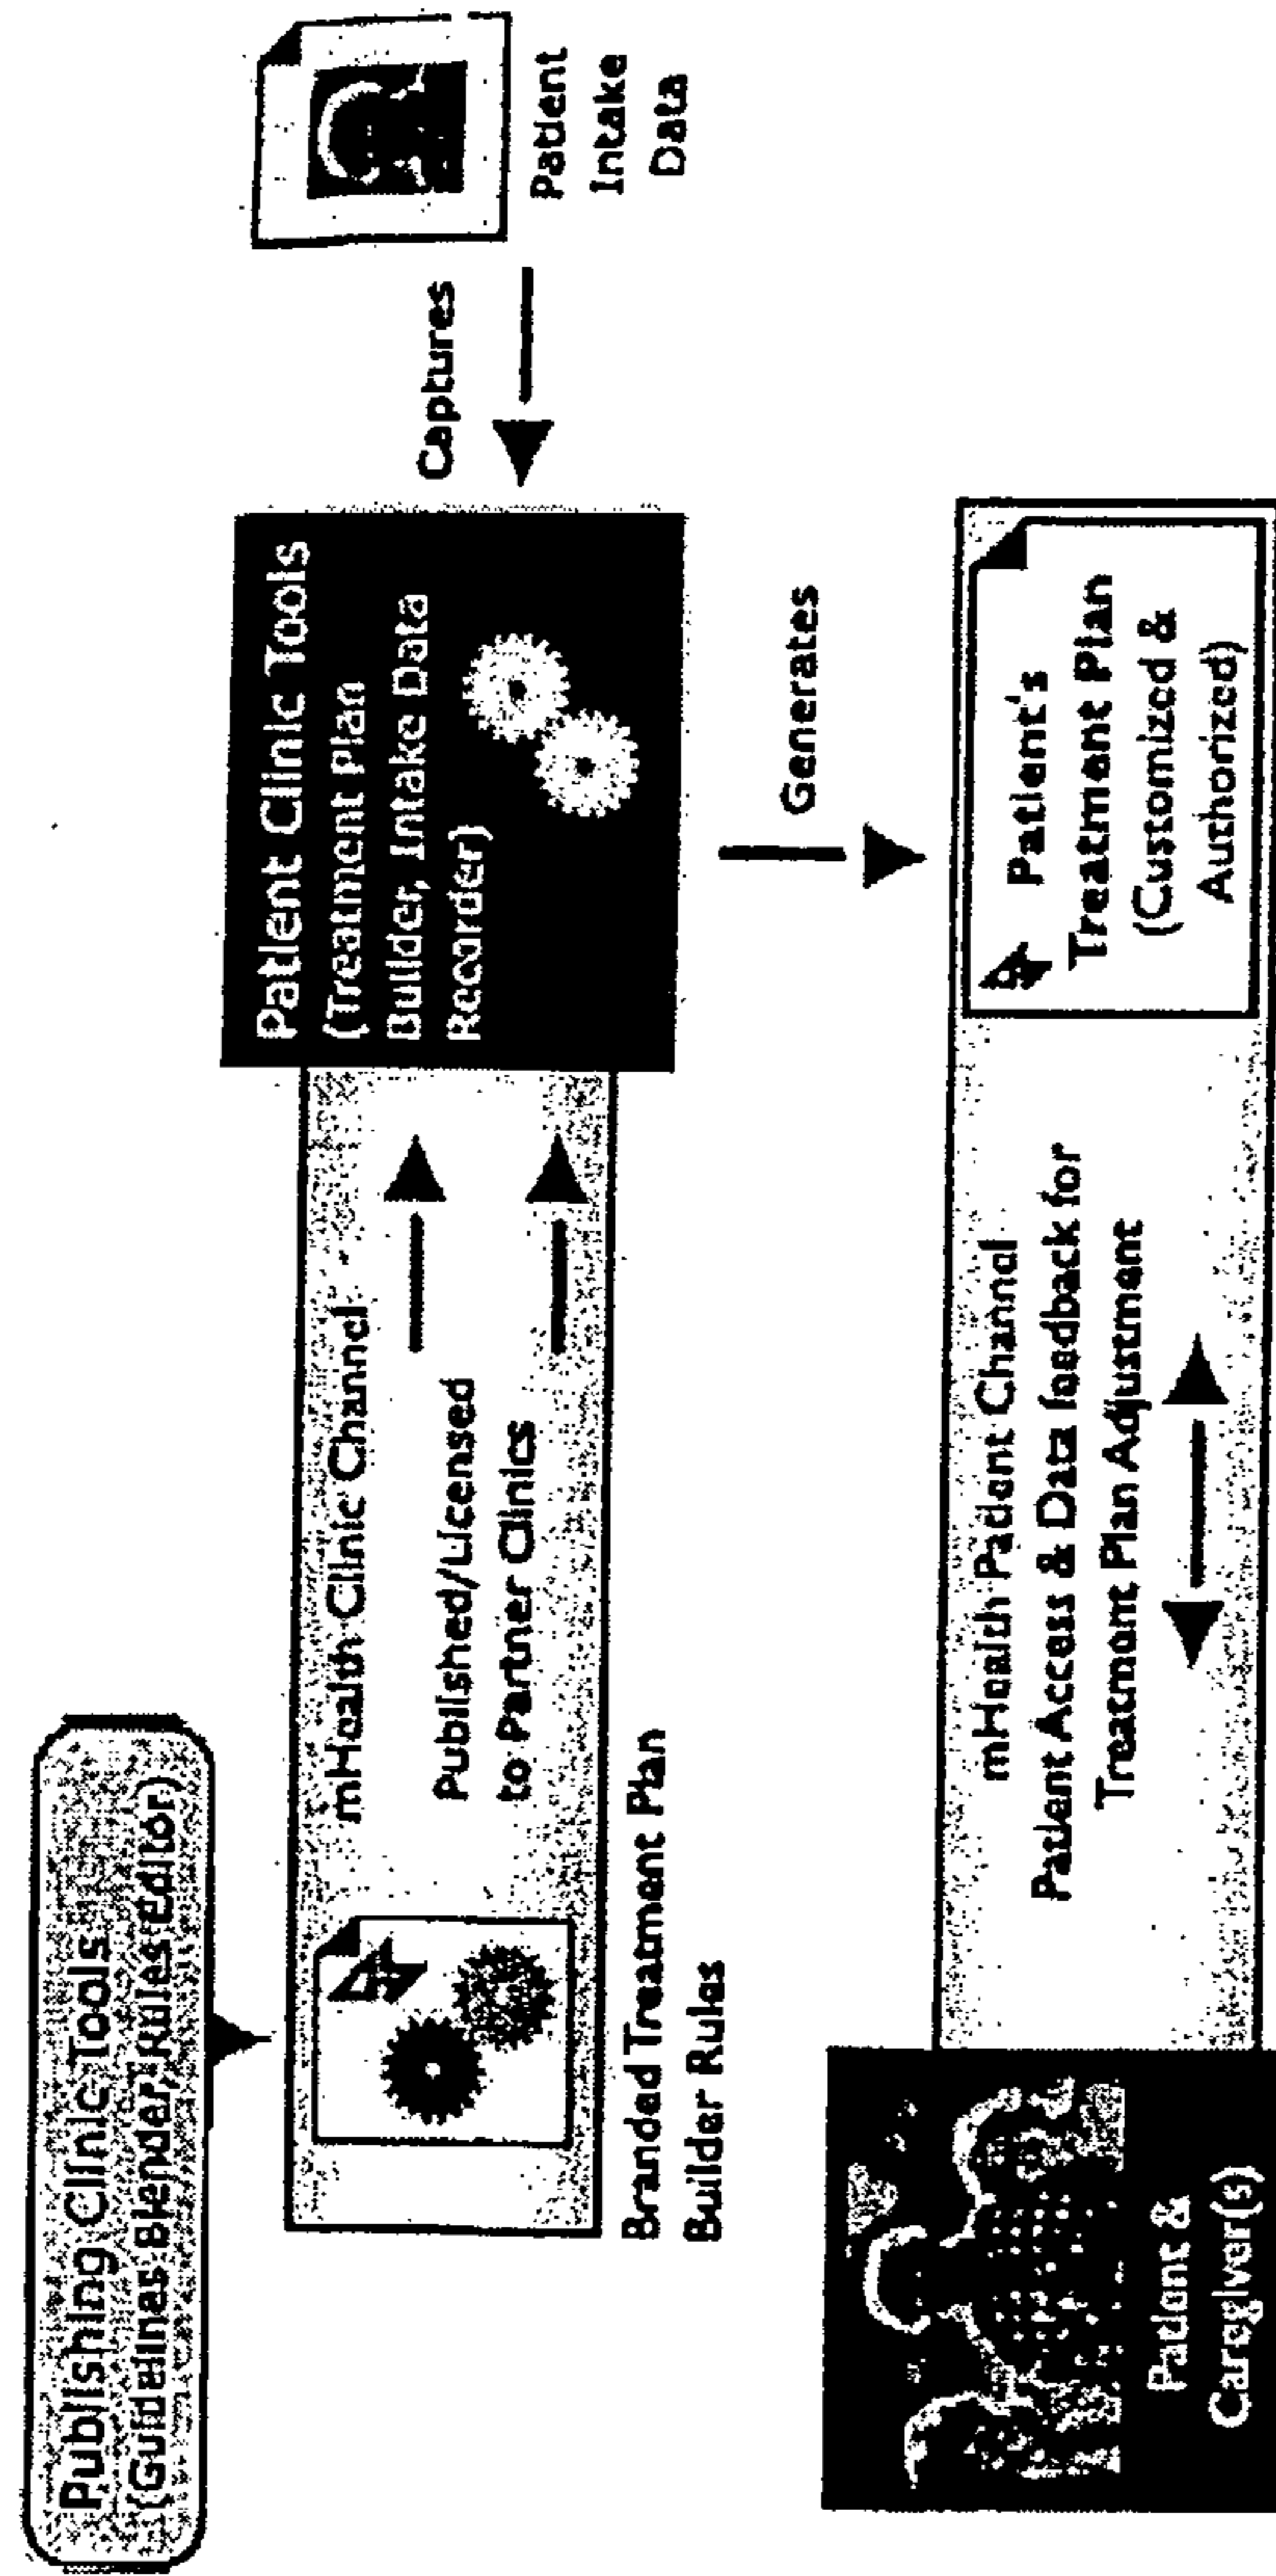 Publishing Clinic Tools
(Guidelines Blender, Rules Editor)
mHealth Clinic Channel
Published/Licensed
to Partner Clinics
Branded Treatment Plan
Builder Rules
Patient Clinic Tools
(Treatment Plan
Builder, Intake Data
Recorder)
Captures
Patient
Intake
Data
Generates
Patient's
Treatment Plan
(Customized &
Authorized)
mHealth Patient Channel
Patient Access & Data feedback for
Treatment Plan Adjustment
Patient &
Caregiver(s)